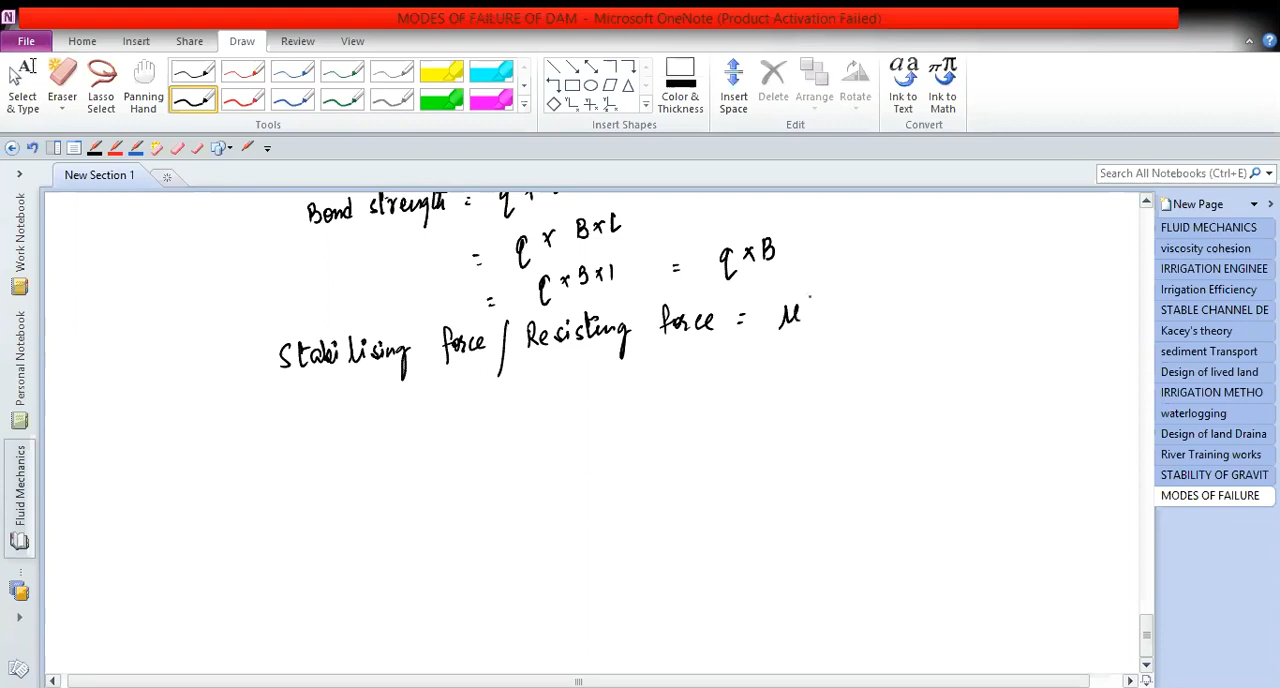 MODES OF FAILURE OF DAM - Microsoft OneNote (Product Activation Failed)
File Home Insert Share Draw Review View
Select & Type
Eraser
Lasso Select
Panning Hand
Color & Thickness
Insert Space
Delete
Arrange
Rotate
Ink to Text
Ink to Math
Tools
Insert Shapes
Edit
Convert
New Section 1
Search All Notebooks (Ctrl+E)
Work Notebook
Personal Notebook
Fluid Mechanics
Bond strength = q ×
= q × B×L
= q × B × 1 = q × B
Stabilising force / Resisting force = μ
New Page
FLUID MECHANICS
viscosity cohesion
IRRIGATION ENGINEE
Irrigation Efficiency
STABLE CHANNEL DE
Kacey's theory
sediment Transport
Design of lived land
IRRIGATION METHO
waterlogging
Design of land Draina
River Training works
STABILITY OF GRAVIT
MODES OF FAILURE